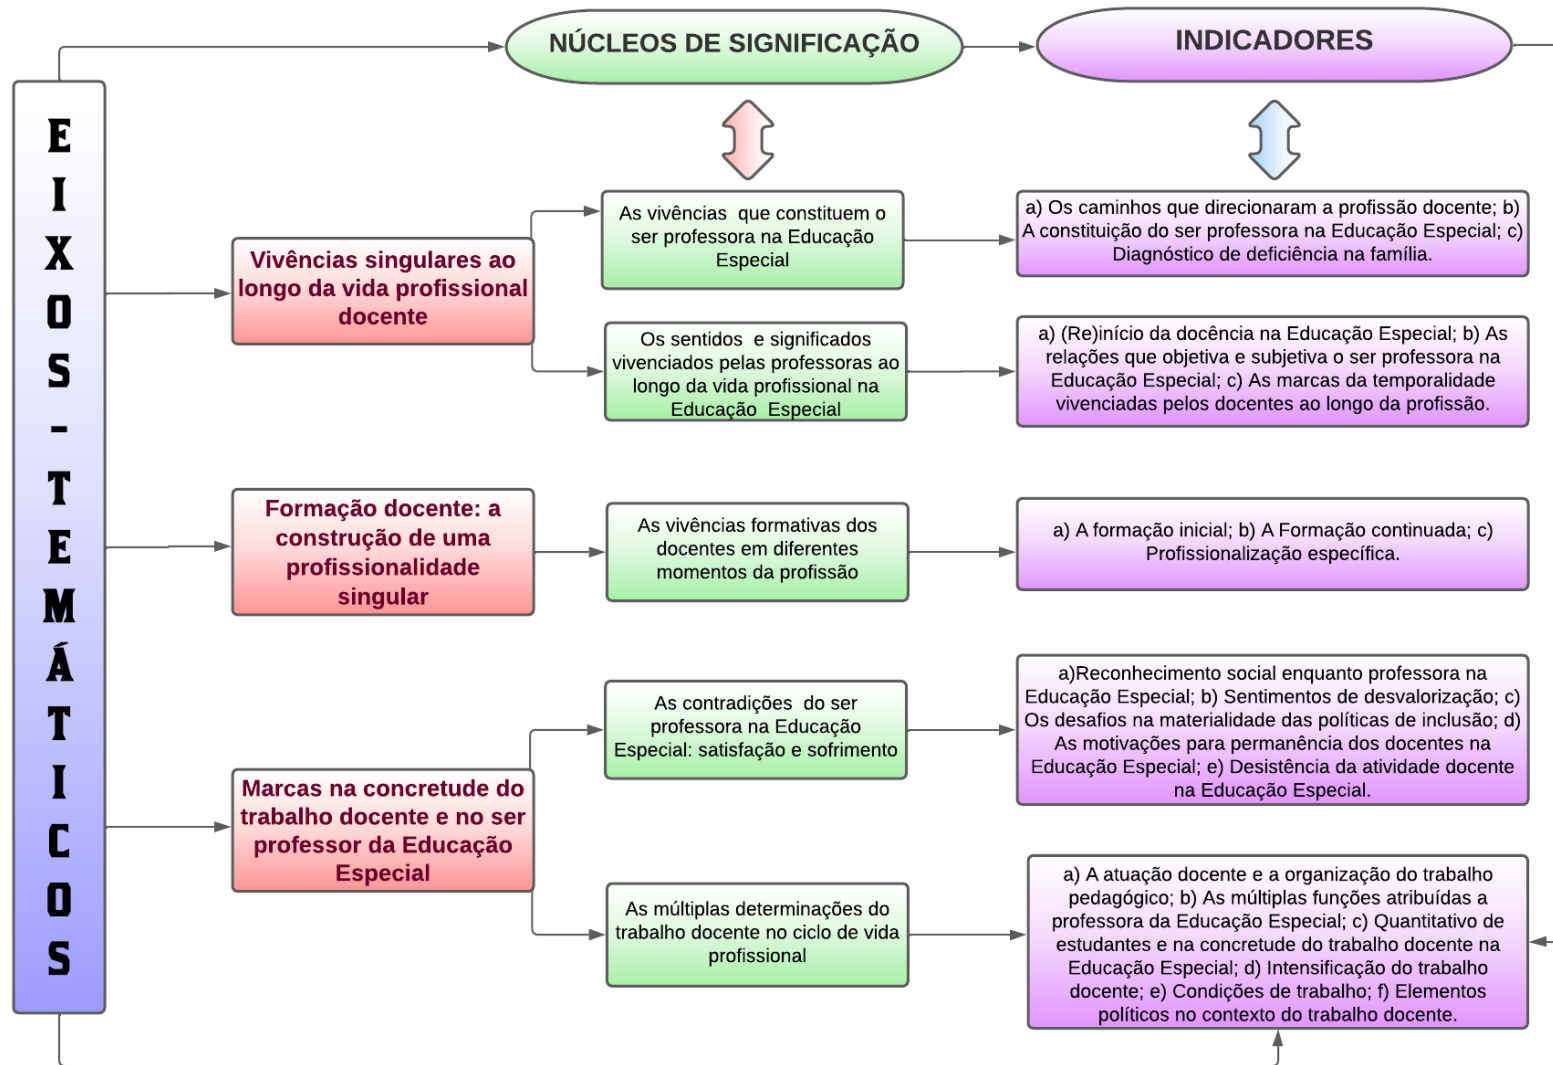 NÚCLEOS DE SIGNIFICAÇÃO
INDICADORES
EIXOS-TEMÁTICOS
Vivências singulares ao
longo da vida profissional
docente
As vivências que constituem o
ser professora na Educação
Especial
a) Os caminhos que direcionaram a profissão docente; b)
A constituição do ser professora na Educação Especial; c)
Diagnóstico de deficiência na família.
Os sentidos e significados
vivenciados pelas professoras ao
longo da vida profissional na
Educação Especial
a) (Re)início da docência na Educação Especial; b) As
relações que objetiva e subjetiva o ser professora na
Educação Especial; c) As marcas da temporalidade
vivenciadas pelos docentes ao longo da profissão.
Formação docente: a
construção de uma
profissionalidade
singular
As vivências formativas dos
docentes em diferentes
momentos da profissão
a) A formação inicial; b) A Formação continuada; c)
Profissionalização específica.
Marcas na concretude do
trabalho docente e no ser
professor da Educação
Especial
As contradições do ser
professora na Educação
Especial: satisfação e sofrimento
a)Reconhecimento social enquanto professora na
Educação Especial; b) Sentimentos de desvalorização; c)
Os desafios na materialidade das políticas de inclusão; d)
As motivações para permanência dos docentes na
Educação Especial; e) Desistência da atividade docente
na Educação Especial.
As múltiplas determinações do
trabalho docente no ciclo de vida
profissional
a) A atuação docente e a organização do trabalho
pedagógico; b) As múltiplas funções atribuídas a
professora da Educação Especial; c) Quantitativo de
estudantes e na concretude do trabalho docente na
Educação Especial; d) Intensificação do trabalho
docente; e) Condições de trabalho; f) Elementos
políticos no contexto do trabalho docente.